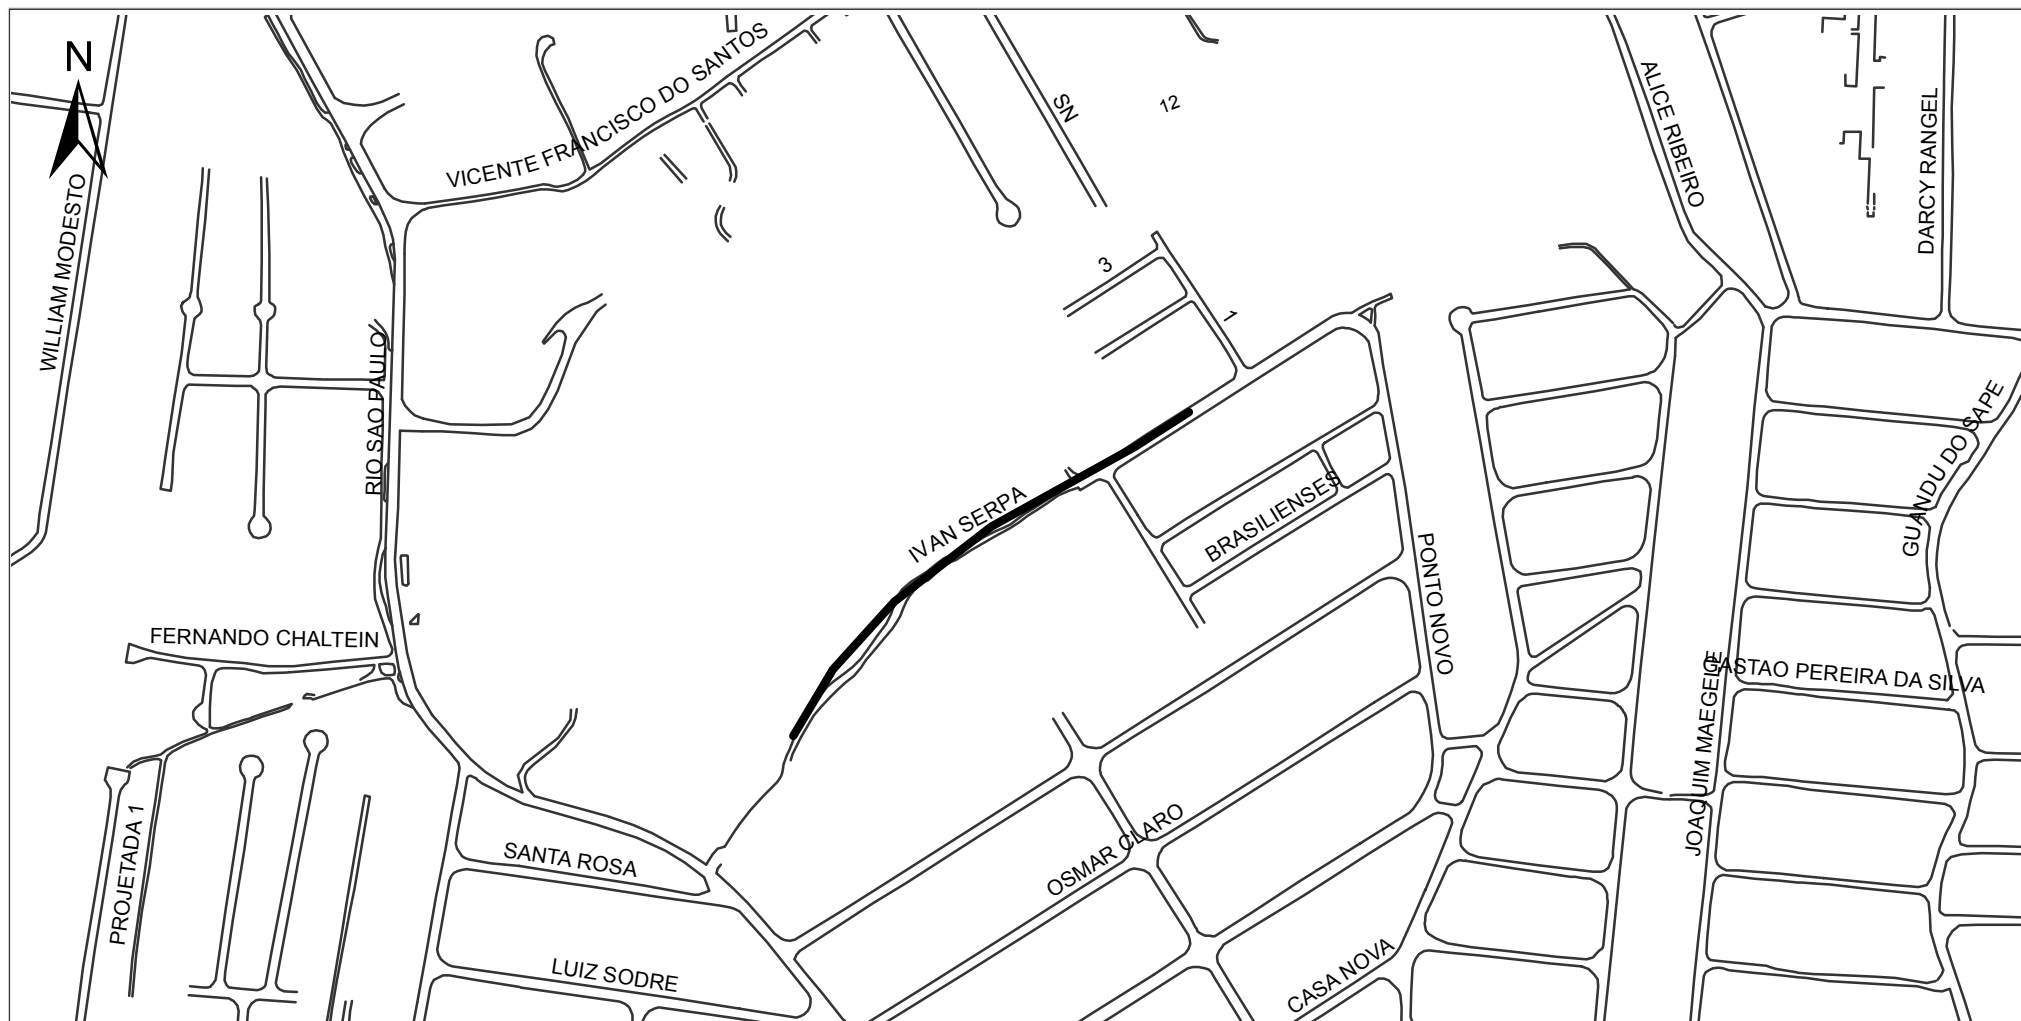 N
VICENTE FRANCISCO DO SANTOS
SN
12
ALICE RIBEIRO
DARCY RANGEL
WILLIAM MODESTO
3
1
RIO SAO PAULO
GUANDU DO SAPE
IVAN SERPA
BRASILIENSES
PONTO NOVO
FERNANDO CHALTEIN
GASTAO PEREIRA DA SILVA
JOAQUIM MAEGELE
PROJETADA 1
SANTA ROSA
OSMAR CLARO
LUIZ SODRE
CASA NOVA